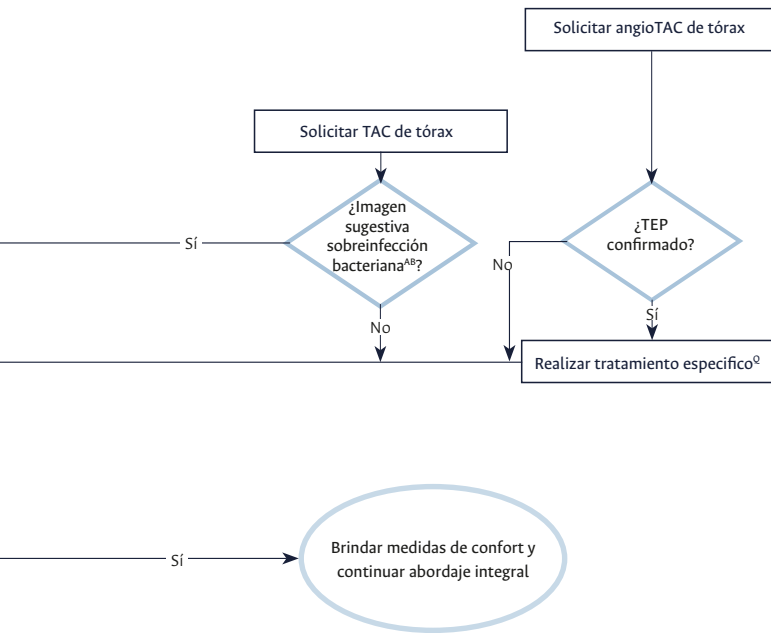 Solicitar angioTAC de tórax
Solicitar TAC de tórax
¿Imagen
sugestiva
sobreinfección
bacteriana^AB?
Sí
No
¿TEP
confirmado?
No
Sí
Realizar tratamiento especifico^Q
Sí
Brindar medidas de confort y
continuar abordaje integral